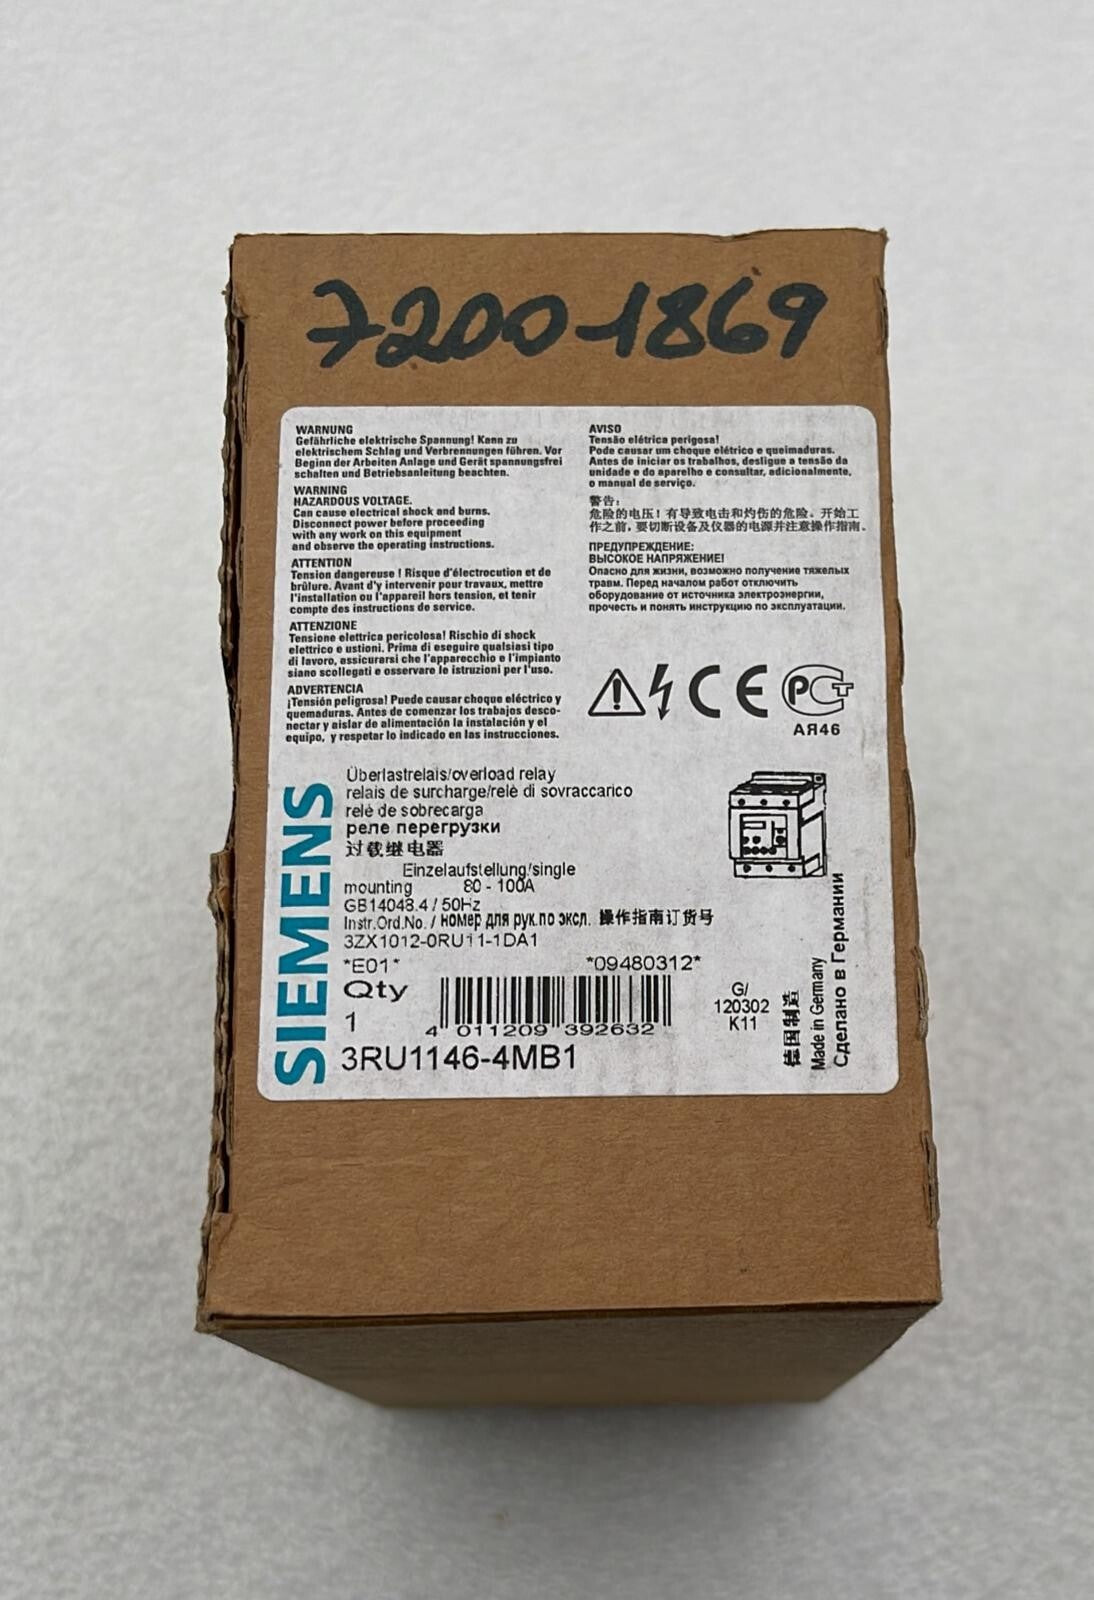 72001869
WARNUNG
Gefährliche elektrische Spannung! Kann zu
elektrischem Schlag und Verbrennungen führen. Vor
Beginn der Arbeiten Anlage und Gerät spannungsfrei
schalten und Betriebsanleitung beachten.
WARNING
HAZARDOUS VOLTAGE.
Can cause electrical shock and burns.
Disconnect power before proceeding
with any work on this equipment
and observe the operating instructions.
ATTENTION
Tension dangereuse ! Risque d'électrocution et de
brûlure. Avant d'y intervenir pour travaux, mettre
l'installation ou l'appareil hors tension, et tenir
compte des instructions de service.
ATTENZIONE
Tensione elettrica pericolosa! Rischio di shock
elettrico e ustioni. Prima di eseguire qualsiasi tipo
di lavoro, assicurarsi che l'apparecchio e l'impianto
siano scollegati e osservare le istruzioni per l'uso.
ADVERTENCIA
¡Tensión peligrosa! Puede causar choque eléctrico y
quemaduras. Antes de comenzar los trabajos desco-
nectar y aislar de alimentación la instalación y el
equipo, y respetar lo indicado en las instrucciones.
AVISO
Tensão elétrica perigosa!
Pode causar um choque elétrico e queimaduras.
Antes de iniciar os trabalhos, desligue a tensão da
unidade e do aparelho e consultar, adicionalmente,
o manual de serviço.
警告:
危险的电压! 有导致电击和灼伤的危险。开始工
作之前, 要切断设备及仪器的电源并注意操作指南。
ПРЕДУПРЕЖДЕНИЕ:
ВЫСОКОЕ НАПРЯЖЕНИЕ!
Опасно для жизни, возможно получение тяжелых
травм. Перед началом работ отключить
оборудование от источника электроэнергии,
прочесть и понять инструкцию по эксплуатации.
CE РСТ
АЯ46
SIEMENS
Überlastrelais/overload relay
relais de surcharge/relè di sovraccarico
relé de sobrecarga
реле перегрузки
过载继电器
Einzelaufstellung/single
mounting 80 - 100A
GB14048.4 / 50Hz
Instr.Ord.No. / номер для рук.по эксл. 操作指南订货号
3ZX1012-0RU11-1DA1
*E01* *09480312*
Qty
1
4 011209 392632
3RU1146-4MB1
G/
120302
K11
德国制造
Made in Germany
Сделано в Германии